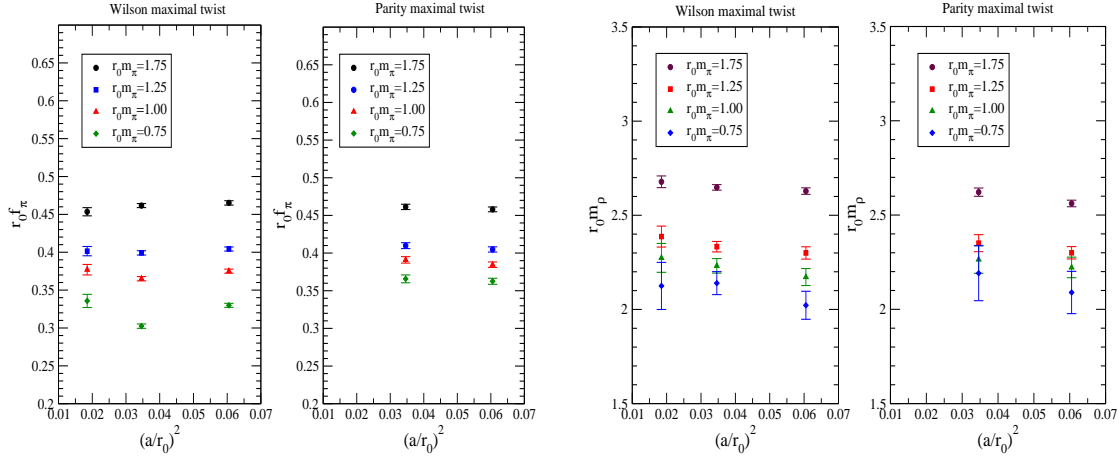 Wilson maximal twist
r₀mπ=1.75
r₀mπ=1.25
r₀mπ=1.00
r₀mπ=0.75
r₀fπ
0.65
0.6
0.55
0.5
0.45
0.4
0.35
0.3
0.25
0.2
0.01 0.02 0.03 0.04 0.05 0.06 0.07
(a/r₀)²
Parity maximal twist
r₀mπ=1.75
r₀mπ=1.25
r₀mπ=1.00
r₀mπ=0.75
r₀fπ
0.65
0.6
0.55
0.5
0.45
0.4
0.35
0.3
0.25
0.2
0.01 0.02 0.03 0.04 0.05 0.06 0.07
(a/r₀)²
Wilson maximal twist
r₀mπ=1.75
r₀mπ=1.25
r₀mπ=1.00
r₀mπ=0.75
r₀mρ
3.5
3
2.5
2
1.5
0.01 0.02 0.03 0.04 0.05 0.06 0.07
(a/r₀)²
Parity maximal twist
r₀mπ=1.75
r₀mπ=1.25
r₀mπ=1.00
r₀mπ=0.75
r₀mρ
3.5
3
2.5
2
1.5
0.01 0.02 0.03 0.04 0.05 0.06 0.07
(a/r₀)²